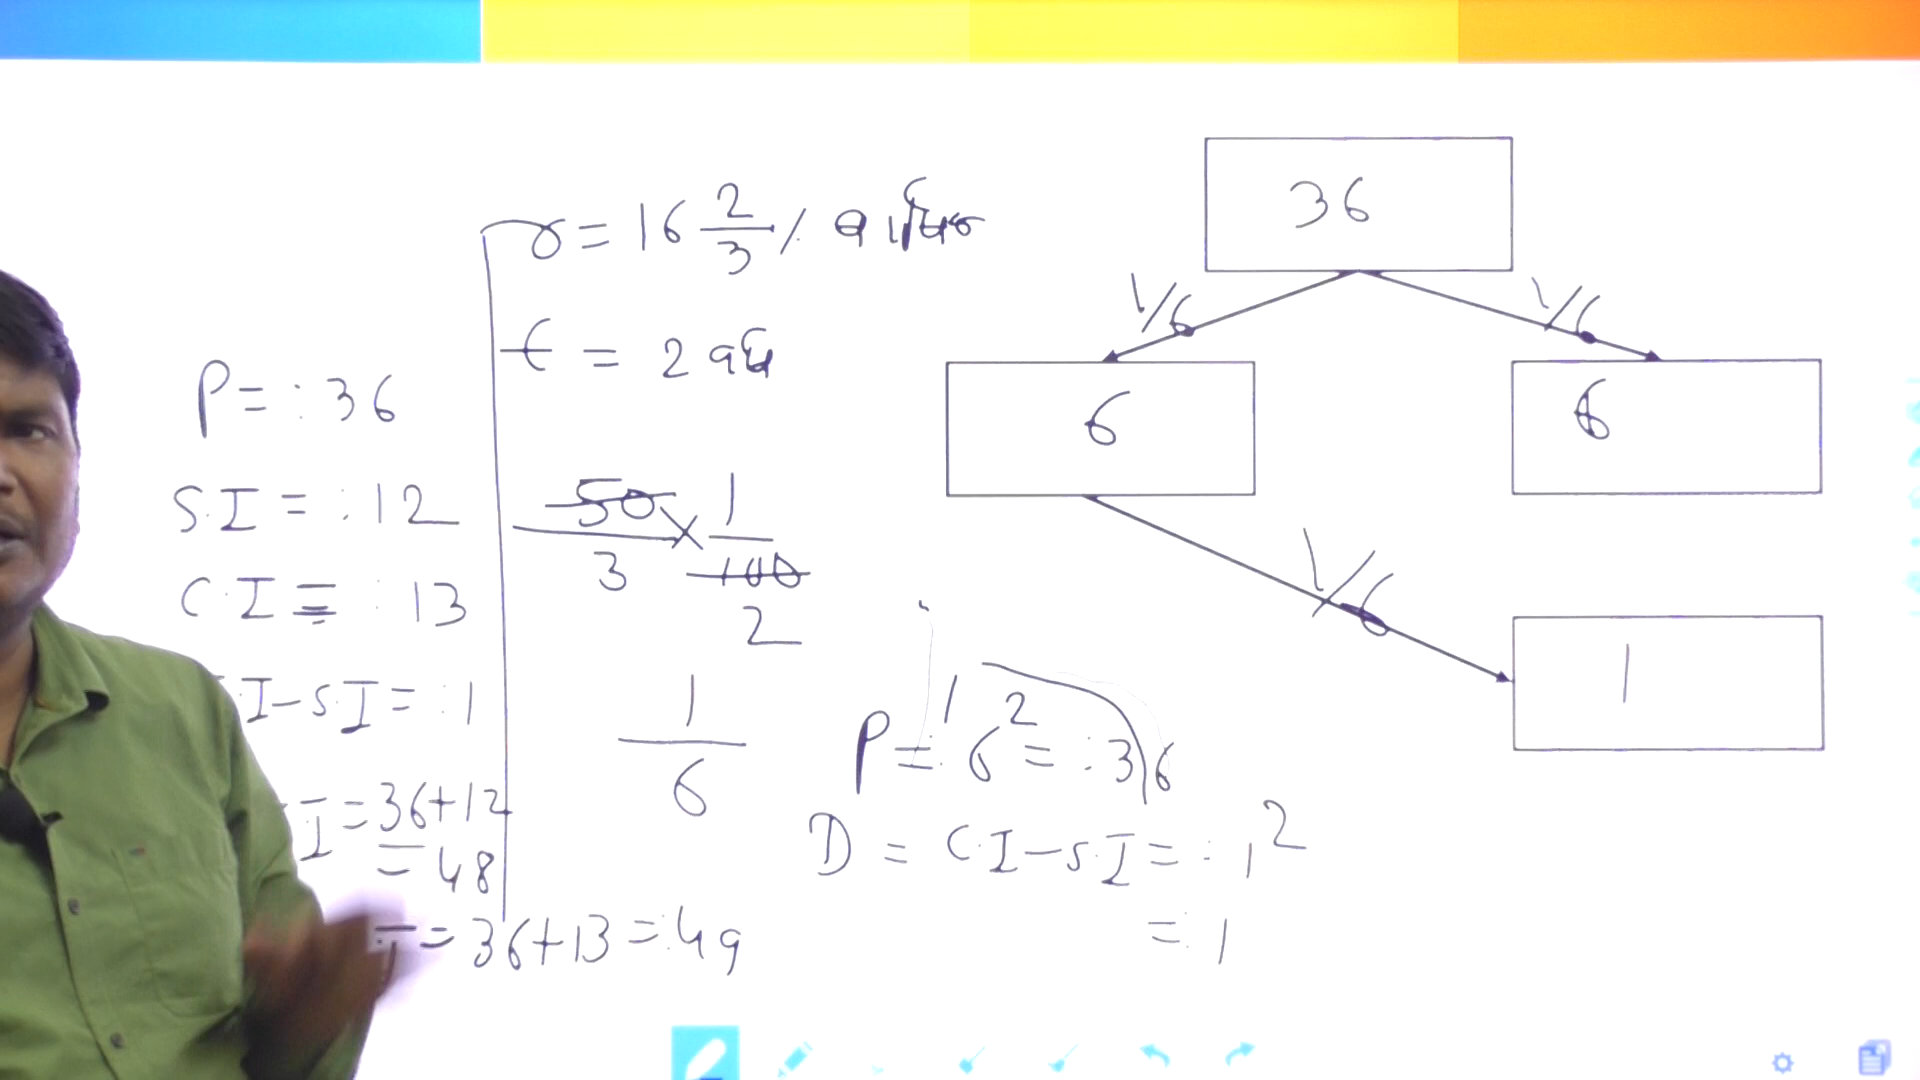 r = 16 2/3 % वार्षिक
t = 2 वर्ष
P = : 36
S.I = : 12
C.I = : 13
I - S.I = : 1
I = 36+12
= 48
= 36+13 = : 49
50/3 × 1/100
2
1/6
36
1/6 1/6
6 6
1/6
1
P = 6² = : 36
D = C.I - S.I = : 1²
= : 1